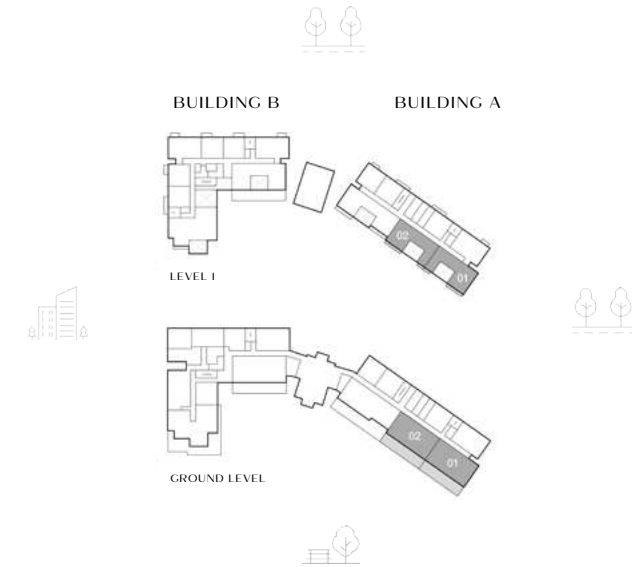 BUILDING B
BUILDING A
02
01
LEVEL 1
02
01
GROUND LEVEL